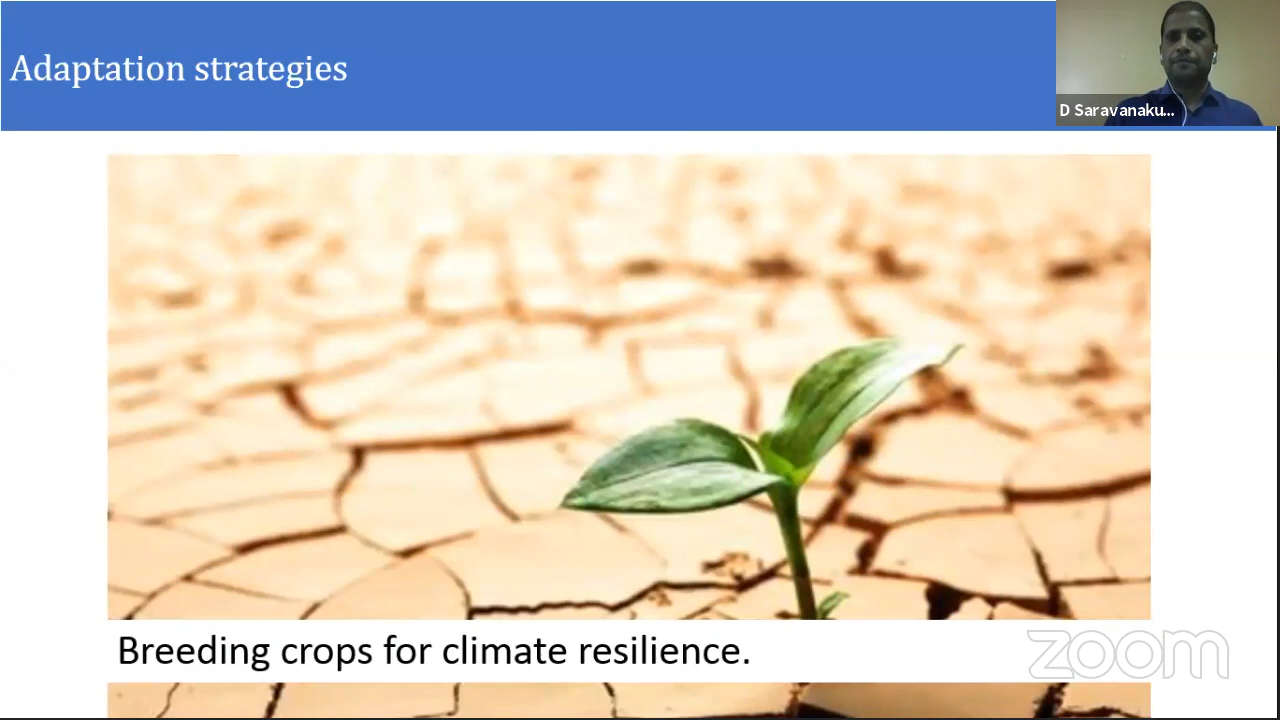 Adaptation strategies
D Saravanaku...
Breeding crops for climate resilience.
zoom